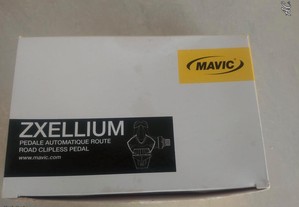 MAVIC
ZXELLIUM
PEDALE AUTOMATIQUE ROUTE
ROAD CLIPLESS PEDAL
www.mavic.com